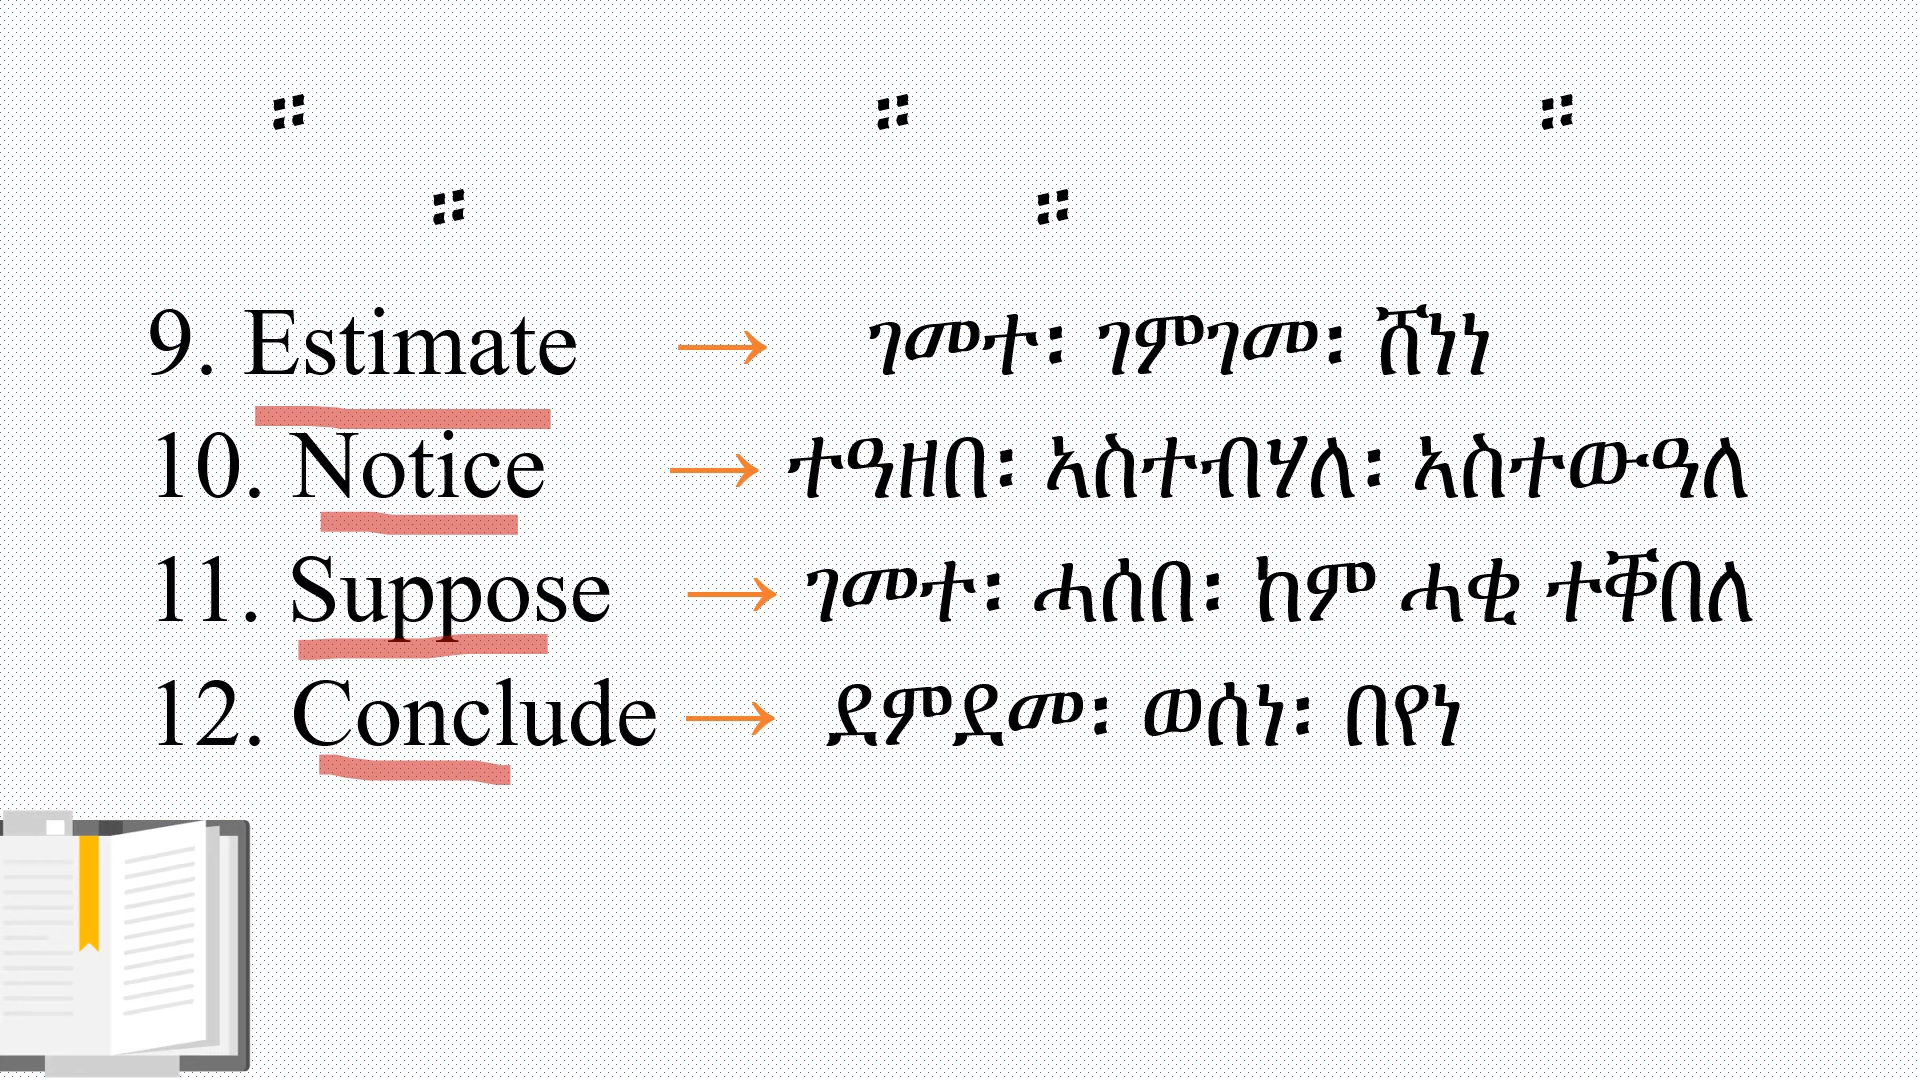 ። ። ።
። ።
9. Estimate → ገመተ፡ ገምገመ፡ ሸነነ
10. Notice → ተዓዘበ፡ ኣስተብሃለ፡ ኣስተውዓለ
11. Suppose → ገመተ፡ ሓሰበ፡ ከም ሓቂ ተቐበለ
12. Conclude → ደምደመ፡ ወሰነ፡ በየነ